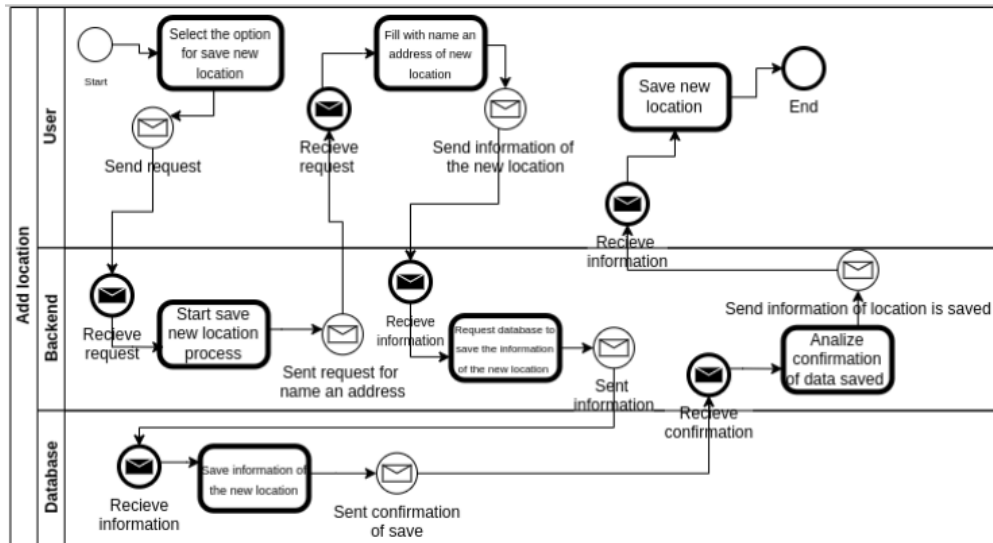 Add location
User
Start
Select the option
for save new
location
Send request
Recieve
request
Fill with name an
address of new
location
Send information of
the new location
Recieve
information
Save new
location
End
Backend
Recieve
request
Start save
new location
process
Sent request for
name an address
Recieve
information
Request database to
save the information
of the new location
Sent
information
Recieve
confirmation
Analize
confirmation
of data saved
Send information of location is saved
Database
Recieve
information
Save information of
the new location
Sent confirmation
of save